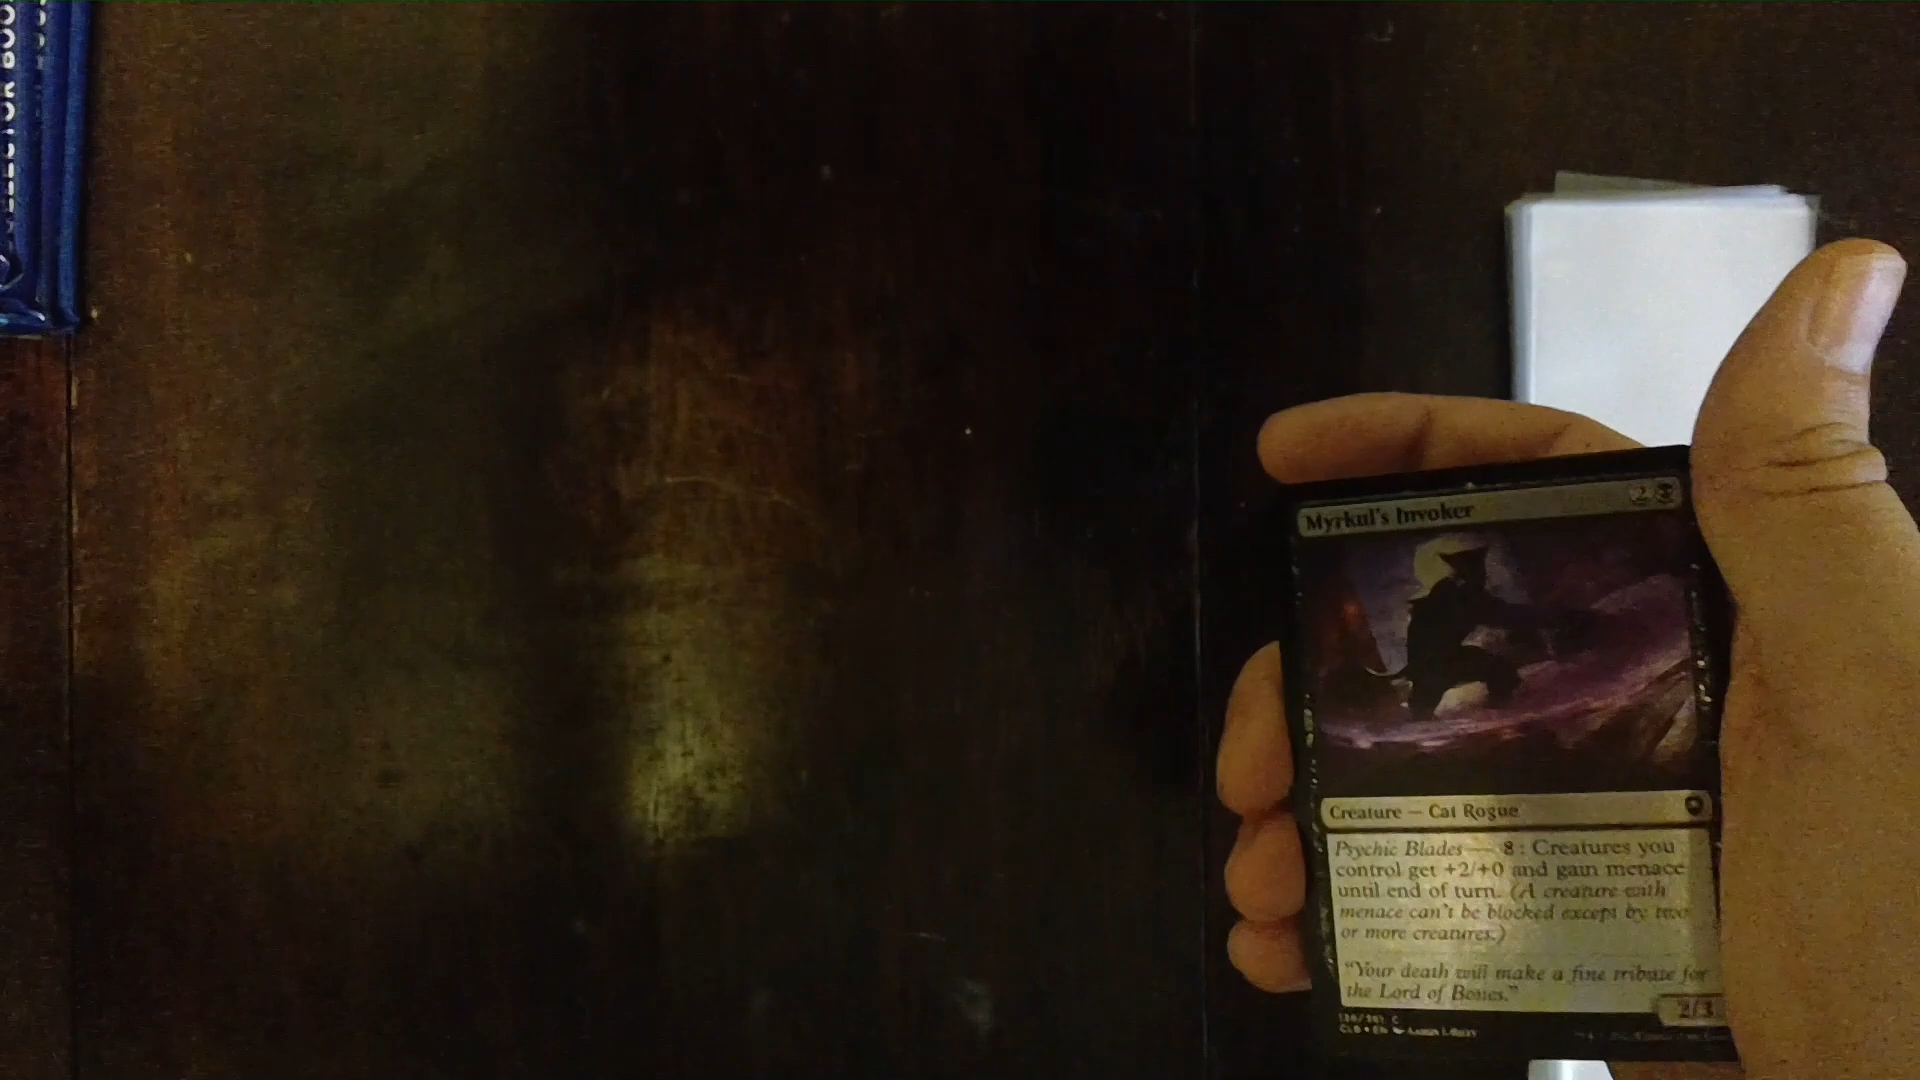 COLLECTOR BOO
Myrkul's Invoker 2
Creature — Cat Rogue
Psychic Blades — 8: Creatures you
control get +2/+0 and gain menace
until end of turn. (A creature with
menace can't be blocked except by two
or more creatures.)
"Your death will make a fine tribute for
the Lord of Bones."
2/3
CLB • EN